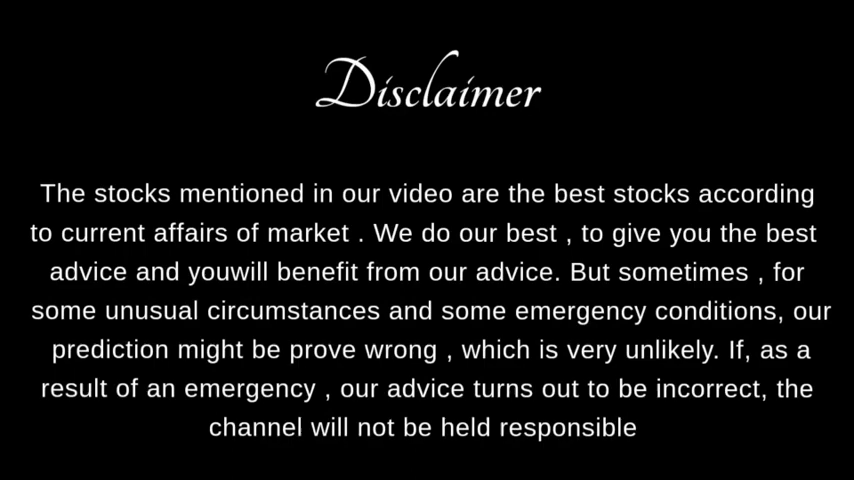 Disclaimer
The stocks mentioned in our video are the best stocks according
to current affairs of market . We do our best , to give you the best
advice and youwill benefit from our advice. But sometimes , for
some unusual circumstances and some emergency conditions, our
prediction might be prove wrong , which is very unlikely. If, as a
result of an emergency , our advice turns out to be incorrect, the
channel will not be held responsible